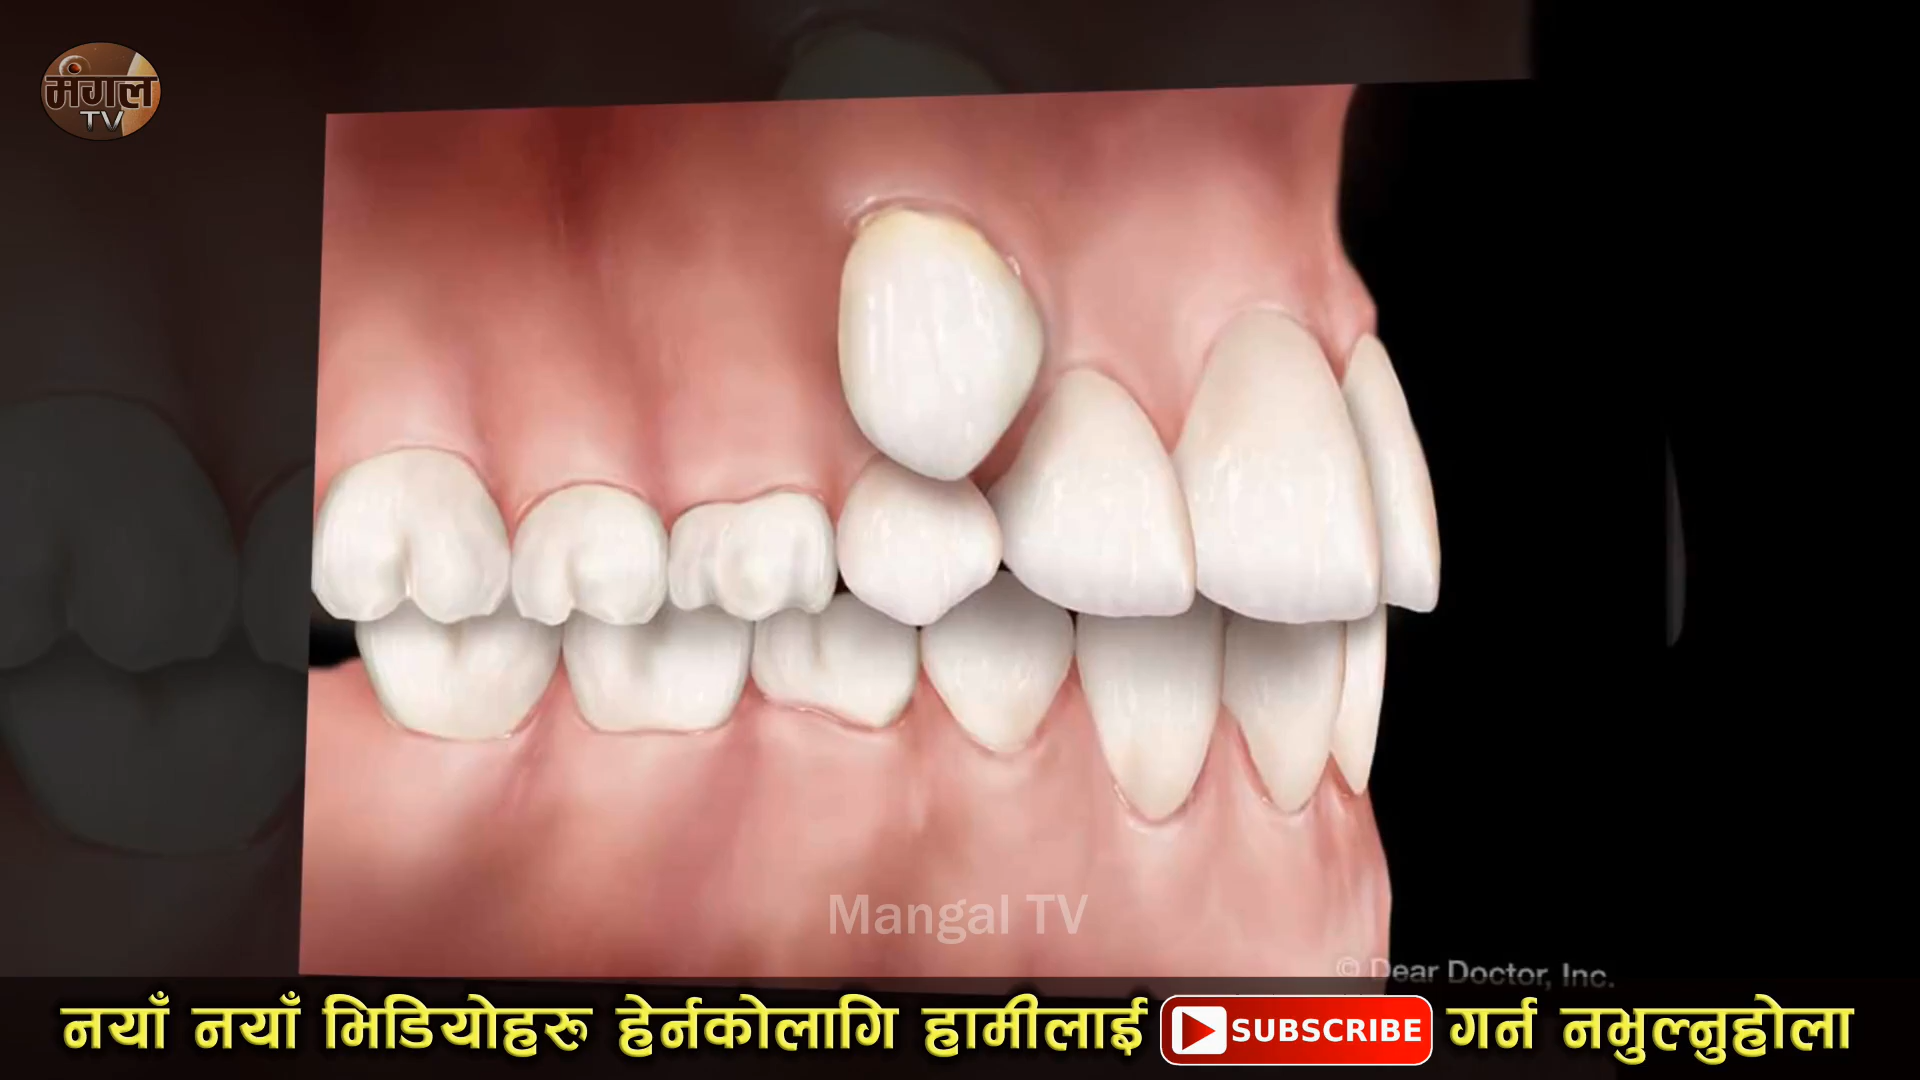 मंगल
TV
Mangal TV
© Dear Doctor, Inc.
नयाँ नयाँ भिडियोहरू हेर्नकोलागि हामीलाई SUBSCRIBE गर्न नभुल्नुहोला